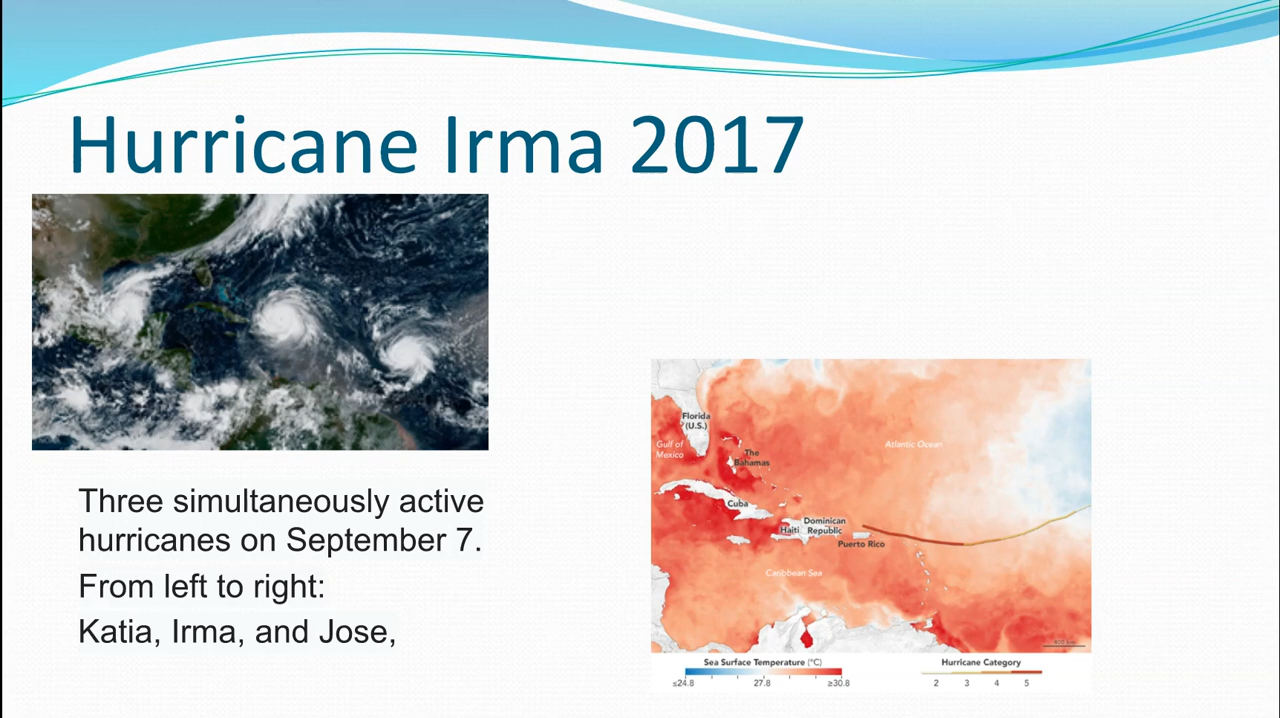 Hurricane Irma 2017
Three simultaneously active
hurricanes on September 7.
From left to right:
Katia, Irma, and Jose,
Florida
(U.S.)
Gulf of
Mexico
The
Bahamas
Atlantic Ocean
Cuba
Haiti
Dominican
Republic
Puerto Rico
Caribbean Sea
400 km
Sea Surface Temperature (°C)
≤24.8 27.8 ≥30.8
Hurricane Category
2 3 4 5